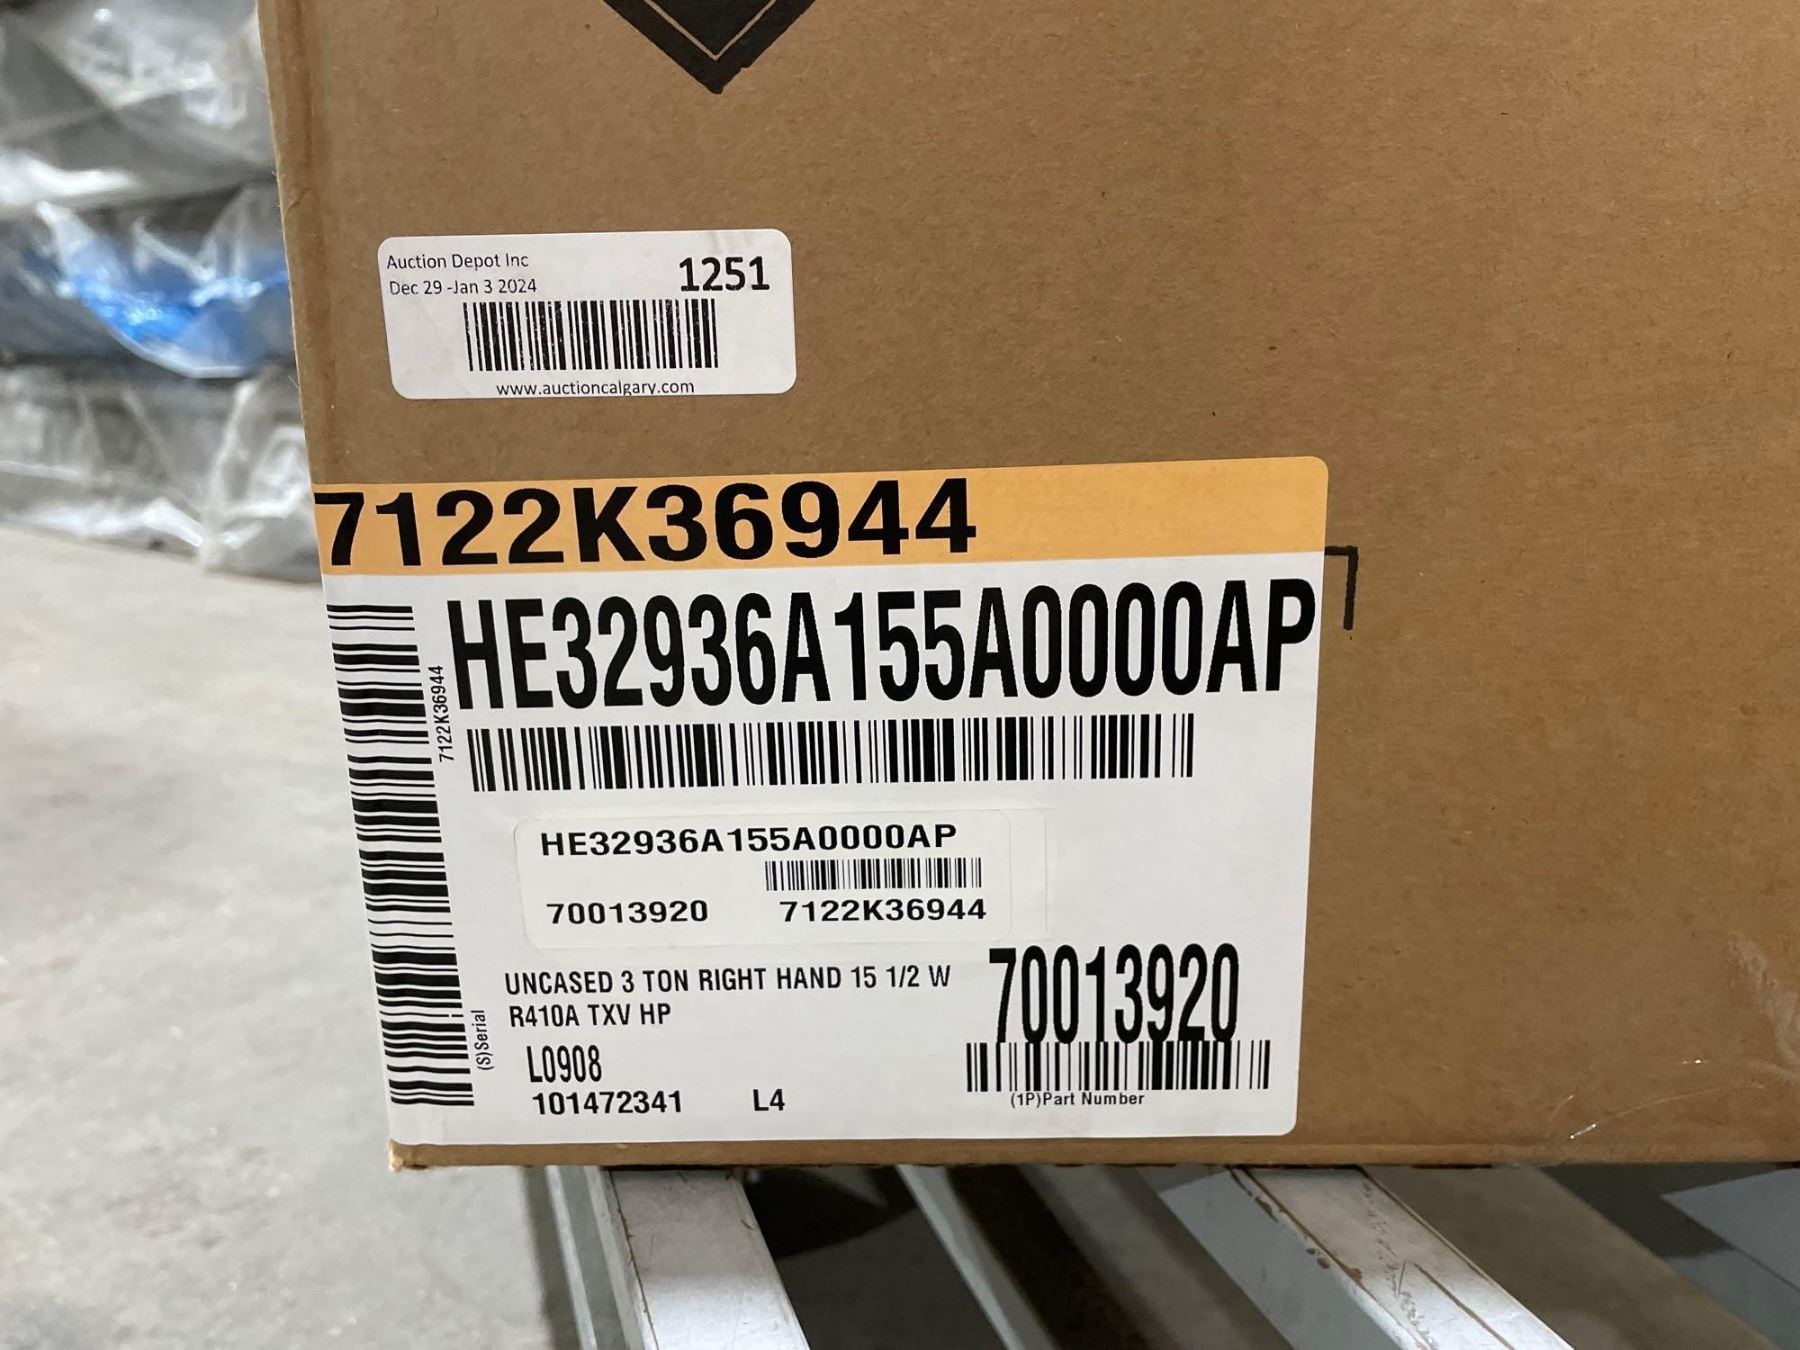 Auction Depot Inc
1251
Dec 29 -Jan 3 2024
www.auctioncalgary.com
7122K36944
HE32936A155A0000AP
7122K36944
HE32936A155A0000AP
70013920 7122K36944
UNCASED 3 TON RIGHT HAND 15 1/2 W
R410A TXV HP
70013920
(S)Serial
L0908
101472341 L4
(1P)Part Number